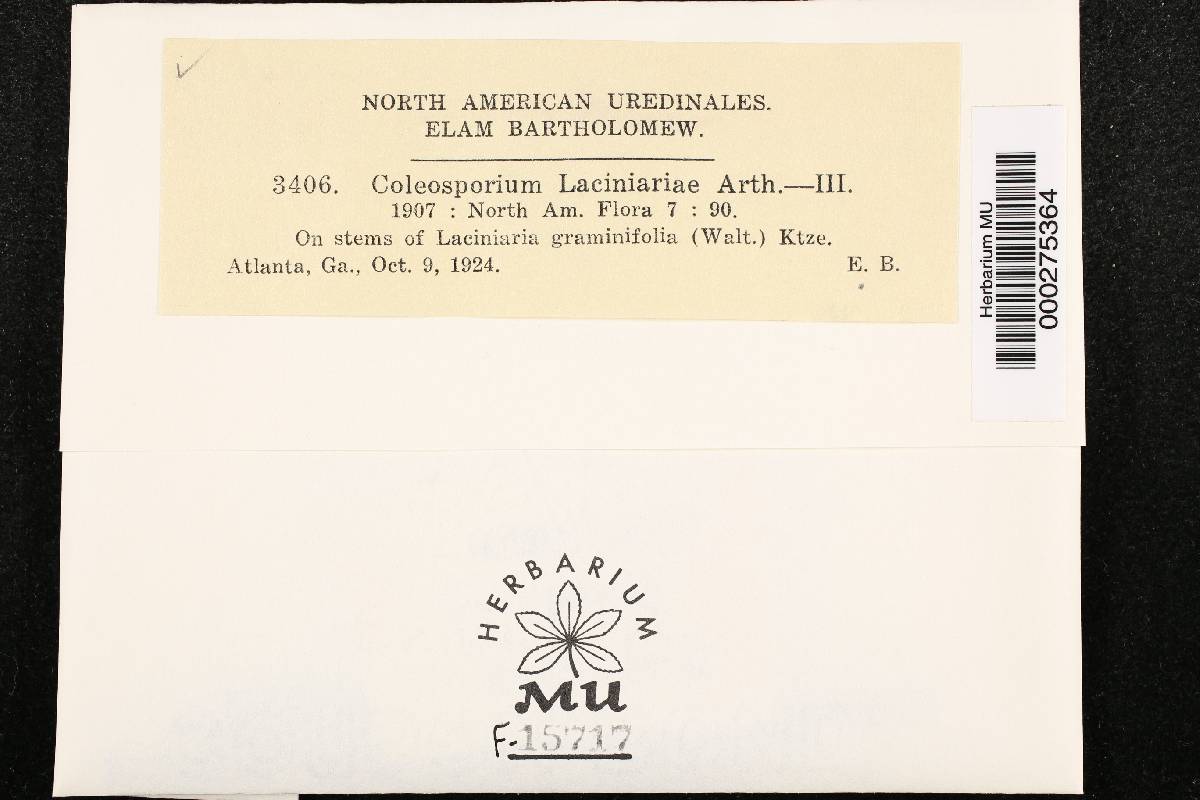 NORTH AMERICAN UREDINALES.
ELAM BARTHOLOMEW.
3406. Coleosporium Laciniariae Arth.—III.
1907 : North Am. Flora 7 : 90.
On stems of Laciniaria graminifolia (Walt.) Ktze.
Atlanta, Ga., Oct. 9, 1924. E. B.
Herbarium MU
000275364
HERBARIUM
MU
F-15717